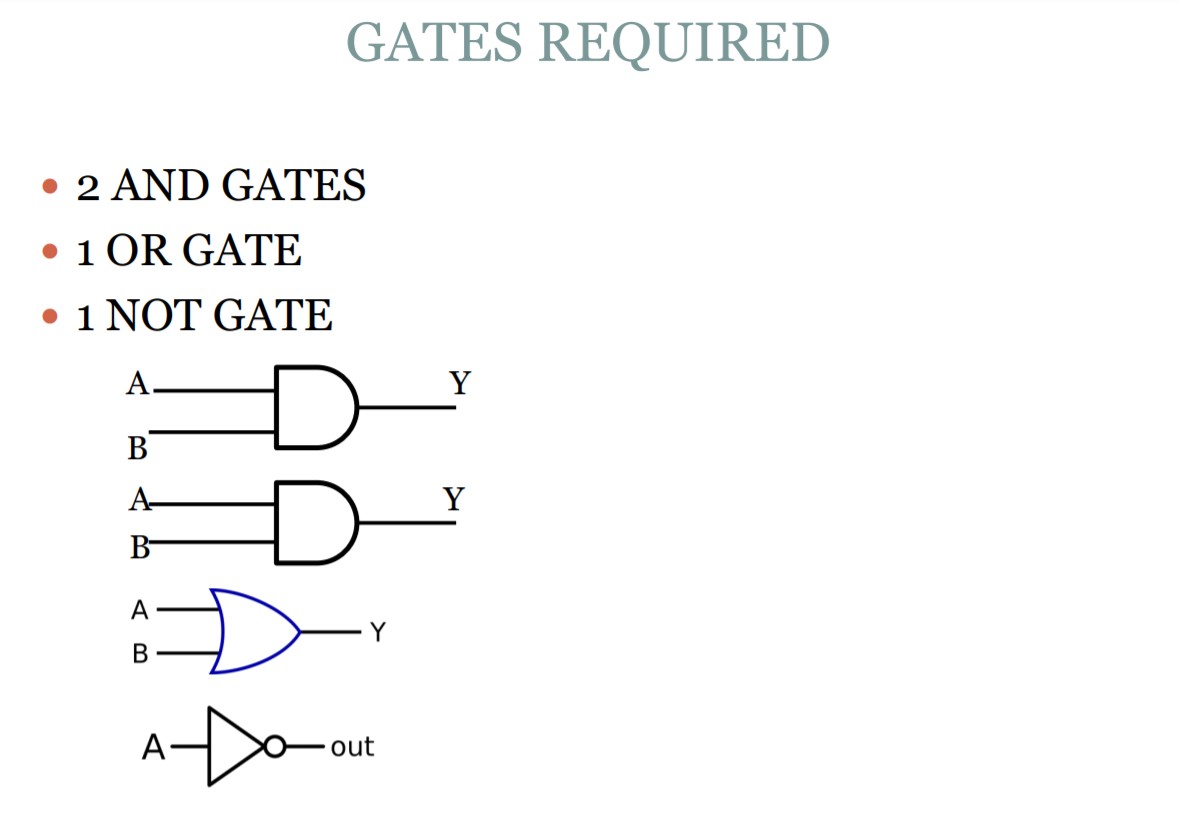 GATES REQUIRED
• 2 AND GATES
• 1 OR GATE
• 1 NOT GATE
A Y
B
A Y
B
A
Y
B
A out